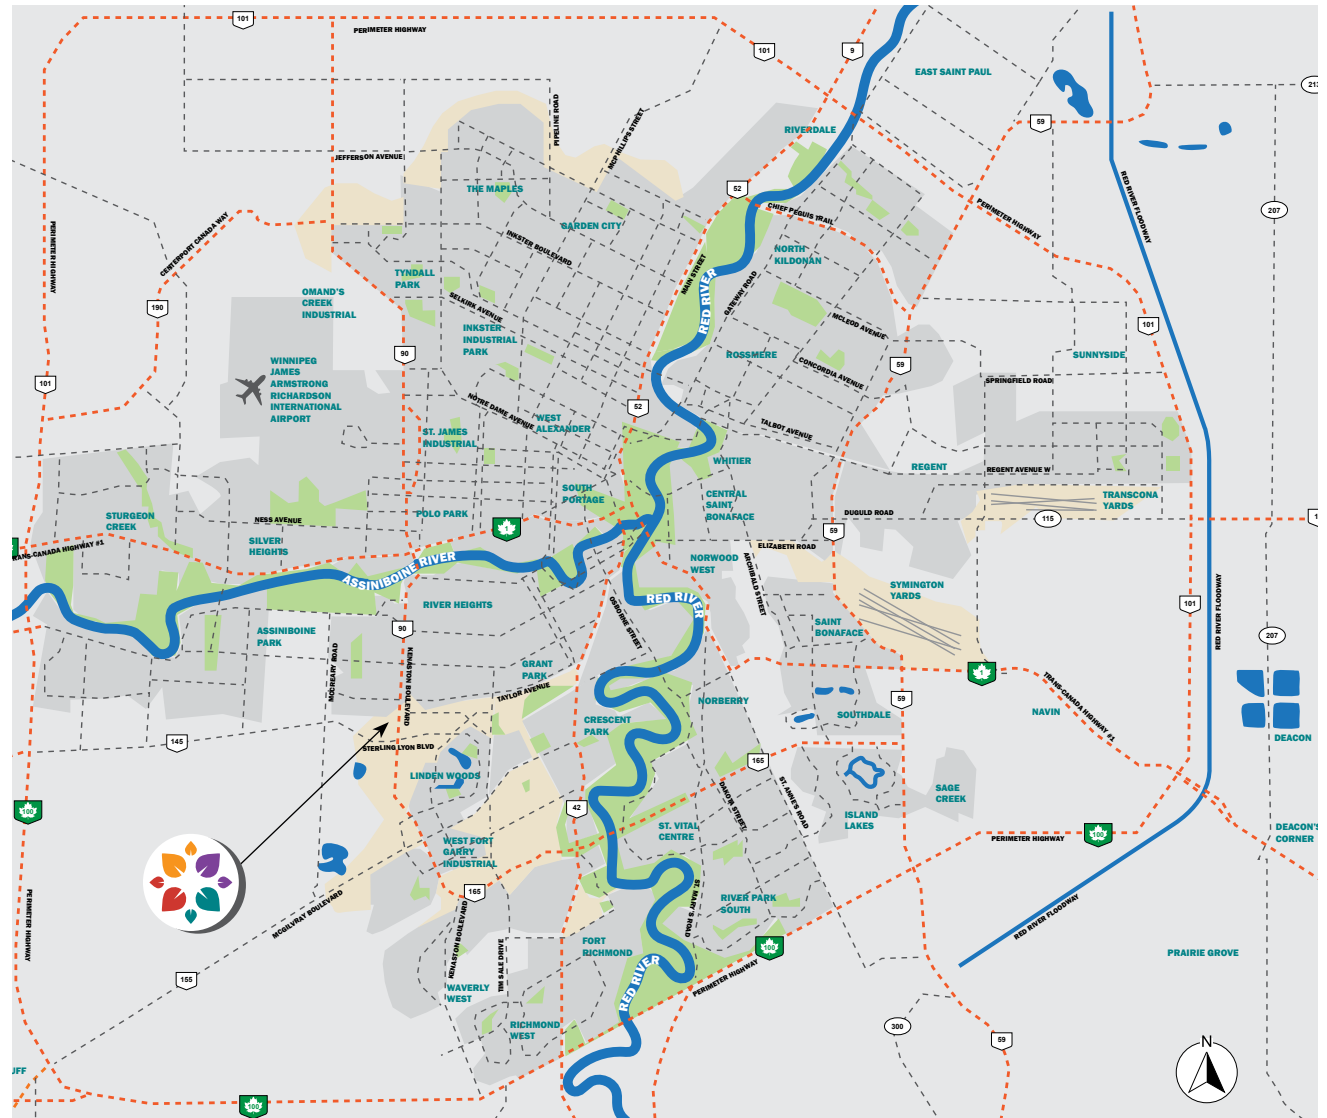 101
PERIMETER HIGHWAY
101
9
EAST SAINT PAUL
213
59
PIPELINE ROAD
MCPHILLIPS STREET
RIVERDALE
JEFFERSON AVENUE
THE MAPLES
52
RED RIVER FLOODWAY
207
CHIEF PEGUIS TRAIL
PERIMETER HIGHWAY
GARDEN CITY
PERIMETER HIGHWAY
CENTERPORT CANADA WAY
INKSTER BOULEVARD
NORTH
KILDONAN
MAIN STREET
RED RIVER
GATEWAY ROAD
TYNDALL
PARK
OMAND'S
CREEK
INDUSTRIAL
SELKIRK AVENUE
190
MCLEOD AVENUE
101
INKSTER
INDUSTRIAL
PARK
90
ROSSMERE
SUNNYSIDE
CONCORDIA AVENUE
59
WINNIPEG
JAMES
ARMSTRONG
RICHARDSON
INTERNATIONAL
AIRPORT
101
SPRINGFIELD ROAD
NOTRE DAME AVENUE
52
WEST
ALEXANDER
TALBOT AVENUE
ST. JAMES
INDUSTRIAL
WHITIER
REGENT
REGENT AVENUE W
SOUTH
PORTAGE
CENTRAL
SAINT
BONAFACE
TRANSCONA
YARDS
STURGEON
CREEK
NESS AVENUE
POLO PARK
DUGULD ROAD
115
1
59
SILVER
HEIGHTS
TRANS-CANADA HIGHWAY #1
ELIZABETH ROAD
ASSINIBOINE RIVER
NORWOOD
WEST
ARCHIBALD STREET
SYMINGTON
YARDS
RED RIVER FLOODWAY
RIVER HEIGHTS
OSBORNE STREET
RED RIVER
101
90
ASSINIBOINE
PARK
SAINT
BONAFACE
207
MCCREARY ROAD
KENASTON BOULEVARD
GRANT
PARK
1
TAYLOR AVENUE
TRANS-CANADA HIGHWAY #1
NORBERRY
59
NAVIN
SOUTHDALE
CRESCENT
PARK
145
STERLING LYON BLVD
DEACON
165
LINDEN WOODS
ST. ANNE'S ROAD
DAKOTA STREET
SAGE
CREEK
100
42
ISLAND
LAKES
ST. VITAL
CENTRE
100
DEACON'S
CORNER
PERIMETER HIGHWAY
WEST FORT
GARRY
INDUSTRIAL
165
PERIMETER HIGHWAY
MCGILVRAY BOULEVARD
KENASTON BOULEVARD
ST. MARY'S ROAD
RIVER PARK
SOUTH
RED RIVER FLOODWAY
FORT
RICHMOND
100
PRAIRIE GROVE
RED RIVER
PERIMETER HIGHWAY
155
WAVERLY
WEST
RICHMOND
WEST
300
59
N
UFF
100